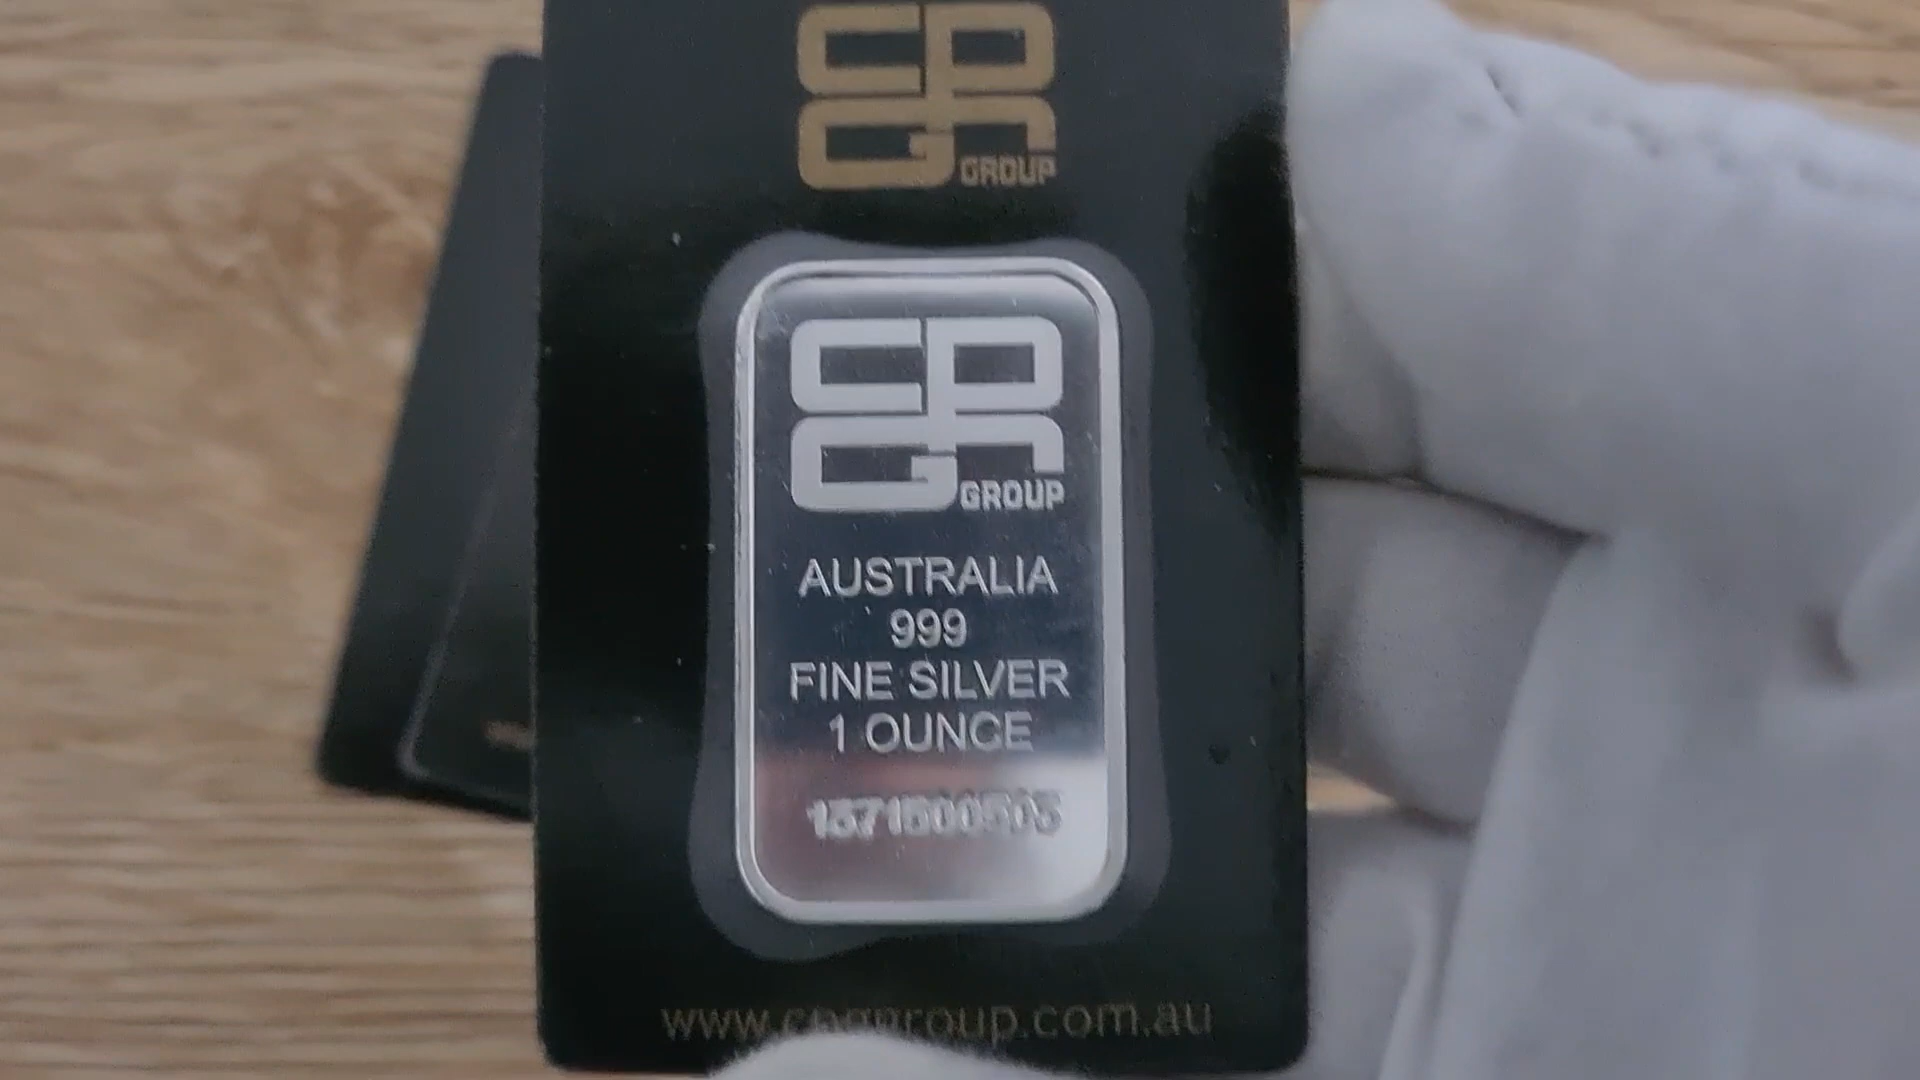 GROUP
GROUP
AUSTRALIA
999
FINE SILVER
1 OUNCE